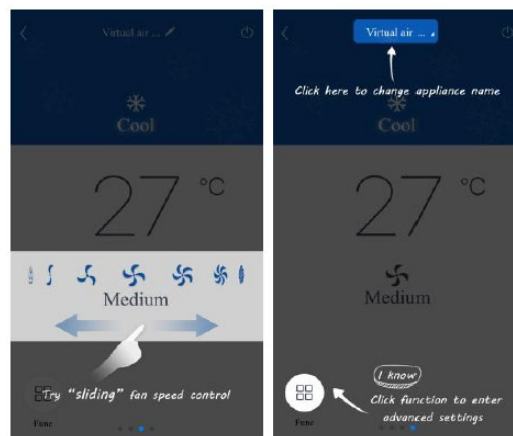 Virtual air ...
Cool
27 °C
Medium
Try “sliding” fan speed control
Func
Virtual air ...
Click here to change appliance name
Cool
27 °C
Medium
I know
Click function to enter
advanced settings
Func